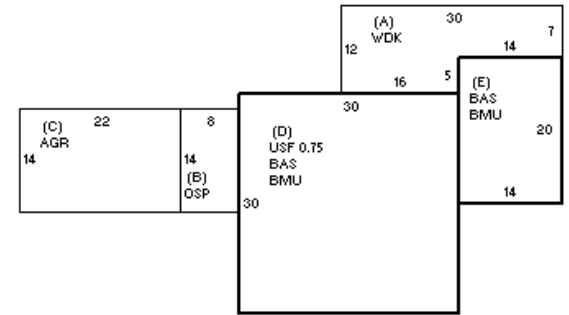 (A)
WDK
30
7
12
14
16
5
(E)
BAS
BMU
20
14
30
(D)
USF 0.75
BAS
BMU
30
(C)
AGR
22
14
8
14
(B)
OSP